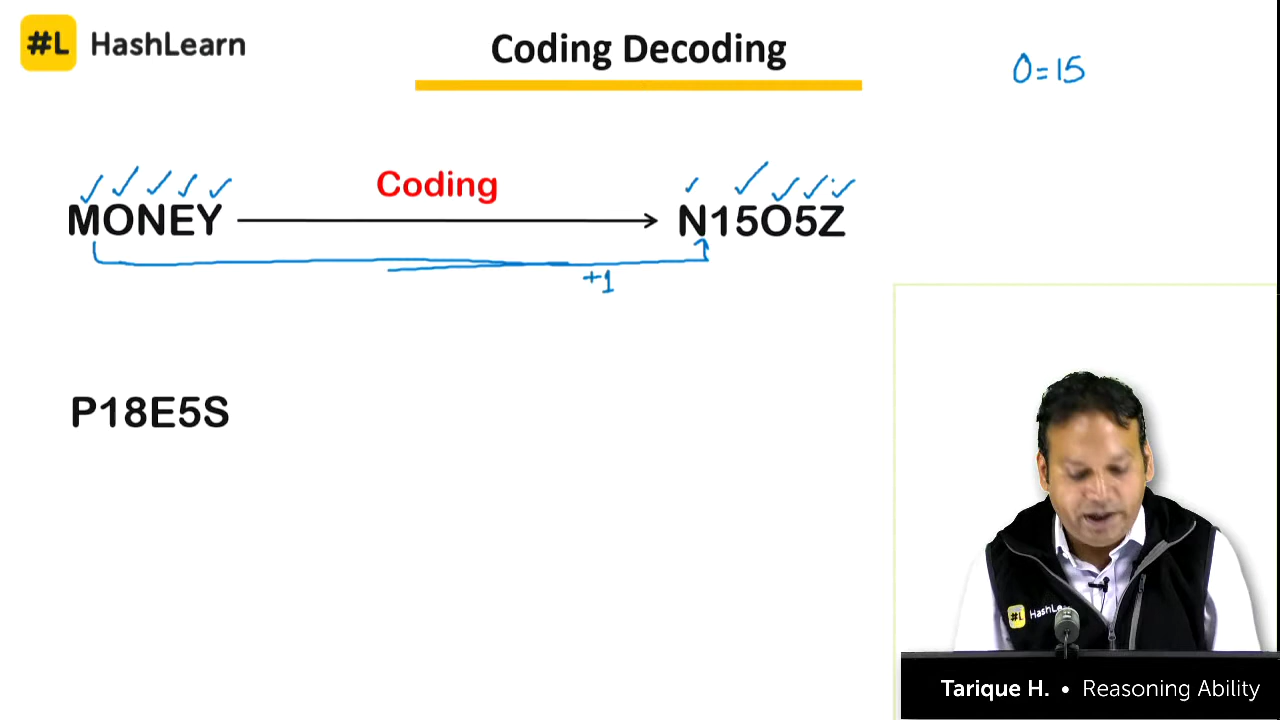 #L HashLearn
Coding Decoding
O=15
Coding
MONEY N15O5Z
+1
P18E5S
#L HashLearn
Tarique H. • Reasoning Ability